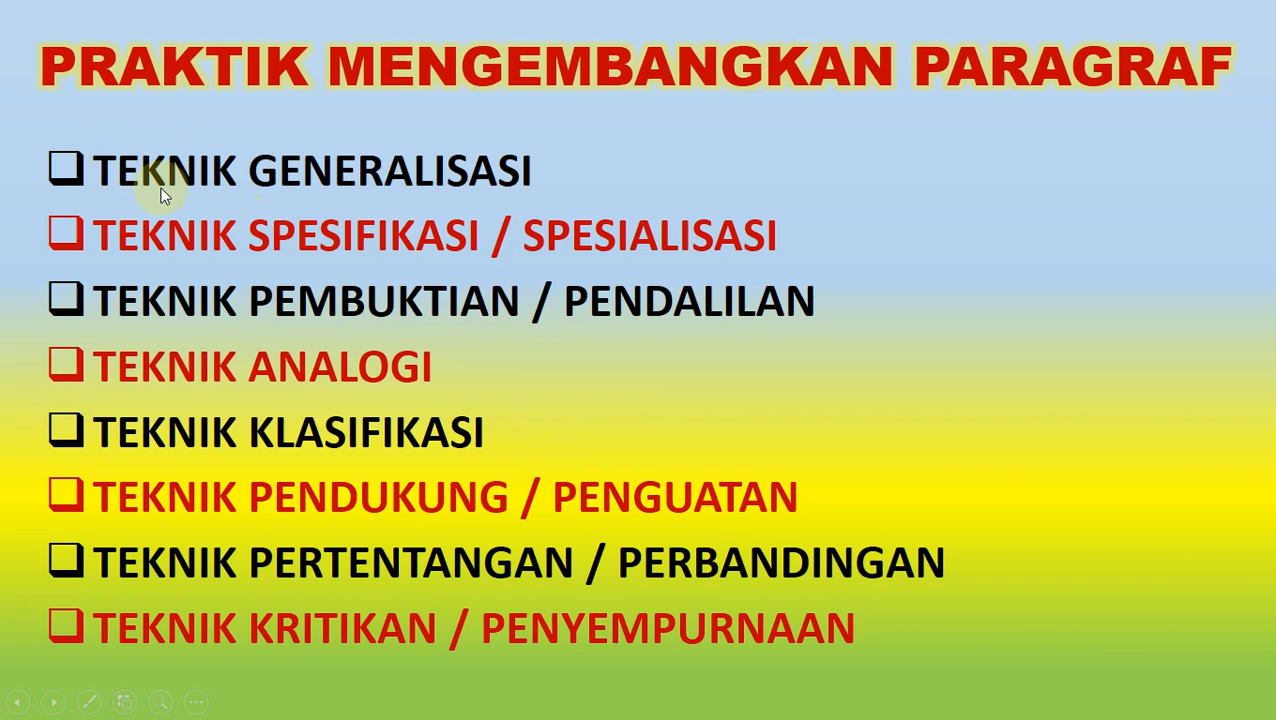 PRAKTIK MENGEMBANGKAN PARAGRAF
TEKNIK GENERALISASI
TEKNIK SPESIFIKASI / SPESIALISASI
TEKNIK PEMBUKTIAN / PENDALILAN
TEKNIK ANALOGI
TEKNIK KLASIFIKASI
TEKNIK PENDUKUNG / PENGUATAN
TEKNIK PERTENTANGAN / PERBANDINGAN
TEKNIK KRITIKAN / PENYEMPURNAAN